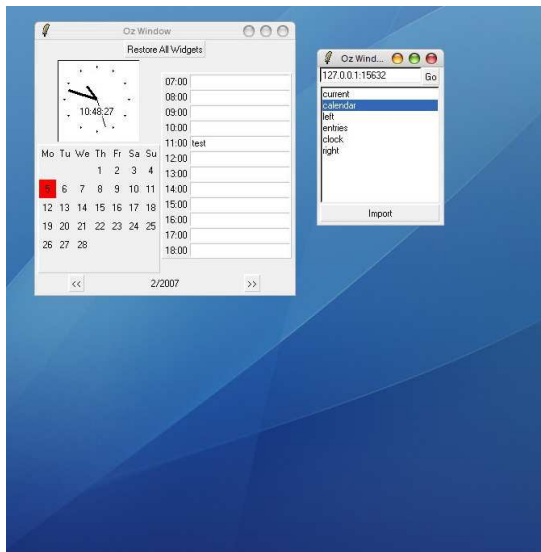 Oz Window
Restore All Widgets
10:48:27
Mo Tu We Th Fr Sa Su
1 2 3 4
5 6 7 8 9 10 11
12 13 14 15 16 17 18
19 20 21 22 23 24 25
26 27 28
07:00
08:00
09:00
10:00
11:00 test
12:00
13:00
14:00
15:00
16:00
17:00
18:00
<< 2/2007 >>
Oz Wind...
127.0.0.1:15632 Go
current
calendar
left
entries
clock
right
Import